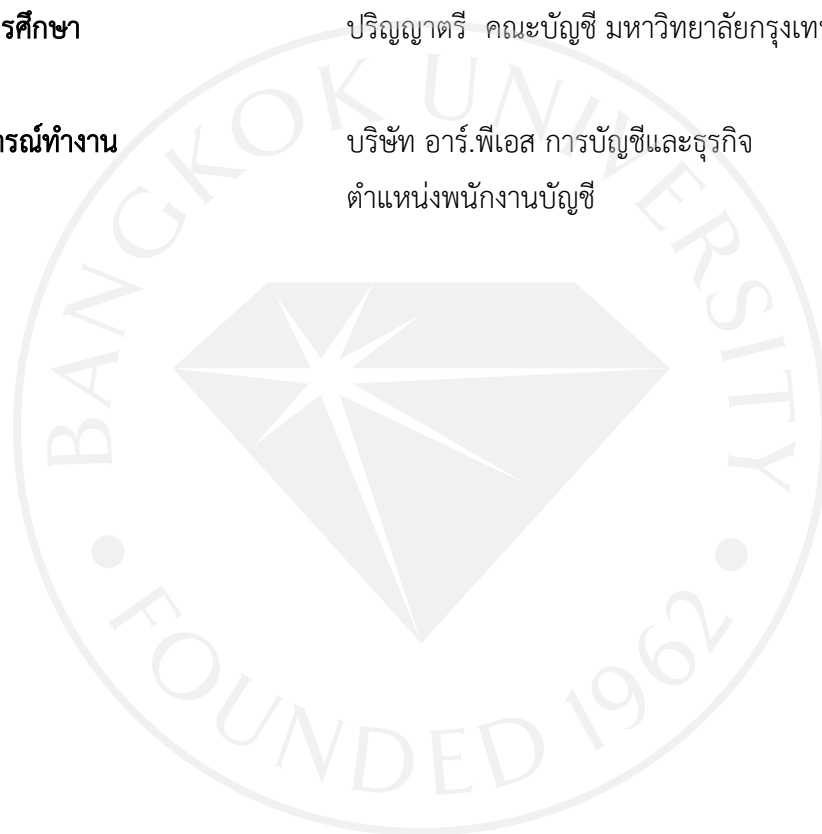 รศึกษา ปริญญาตรี คณะบัญชี มหาวิทยาลัยกรุงเท
ารณ์ทำงาน บริษัท อาร์.พีเอส การบัญชีและธุรกิจ
ตำแหน่งพนักงานบัญชี
BANGKOK UNIVERSITY
FOUNDED 1962